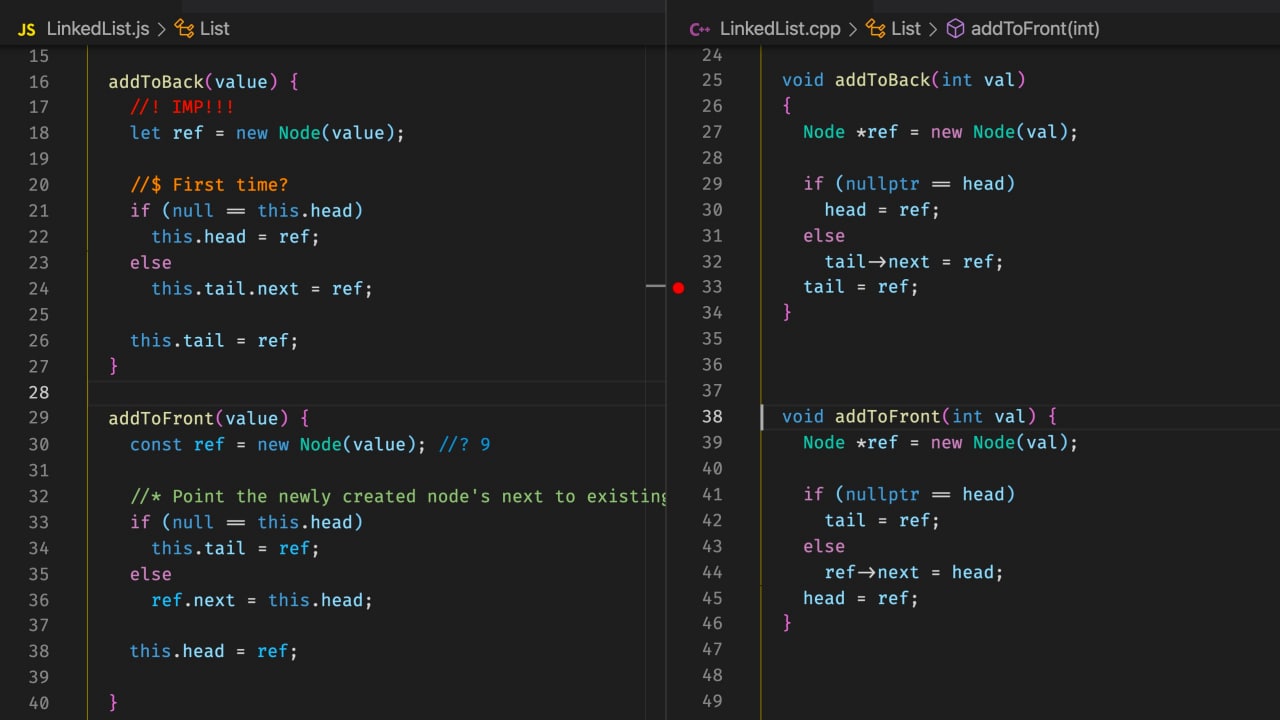 JS LinkedList.js > List
15
16 addToBack(value) {
17 //! IMP!!!
18 let ref = new Node(value);
19
20 //$ First time?
21 if (null == this.head)
22 this.head = ref;
23 else
24 this.tail.next = ref;
25
26 this.tail = ref;
27 }
28
29 addToFront(value) {
30 const ref = new Node(value); //? 9
31
32 //* Point the newly created node's next to existing
33 if (null == this.head)
34 this.tail = ref;
35 else
36 ref.next = this.head;
37
38 this.head = ref;
39
40 }
C++ LinkedList.cpp > List > addToFront(int)
24
25 void addToBack(int val)
26 {
27 Node *ref = new Node(val);
28
29 if (nullptr == head)
30 head = ref;
31 else
32 tail->next = ref;
33 tail = ref;
34 }
35
36
37
38 void addToFront(int val) {
39 Node *ref = new Node(val);
40
41 if (nullptr == head)
42 tail = ref;
43 else
44 ref->next = head;
45 head = ref;
46 }
47
48
49